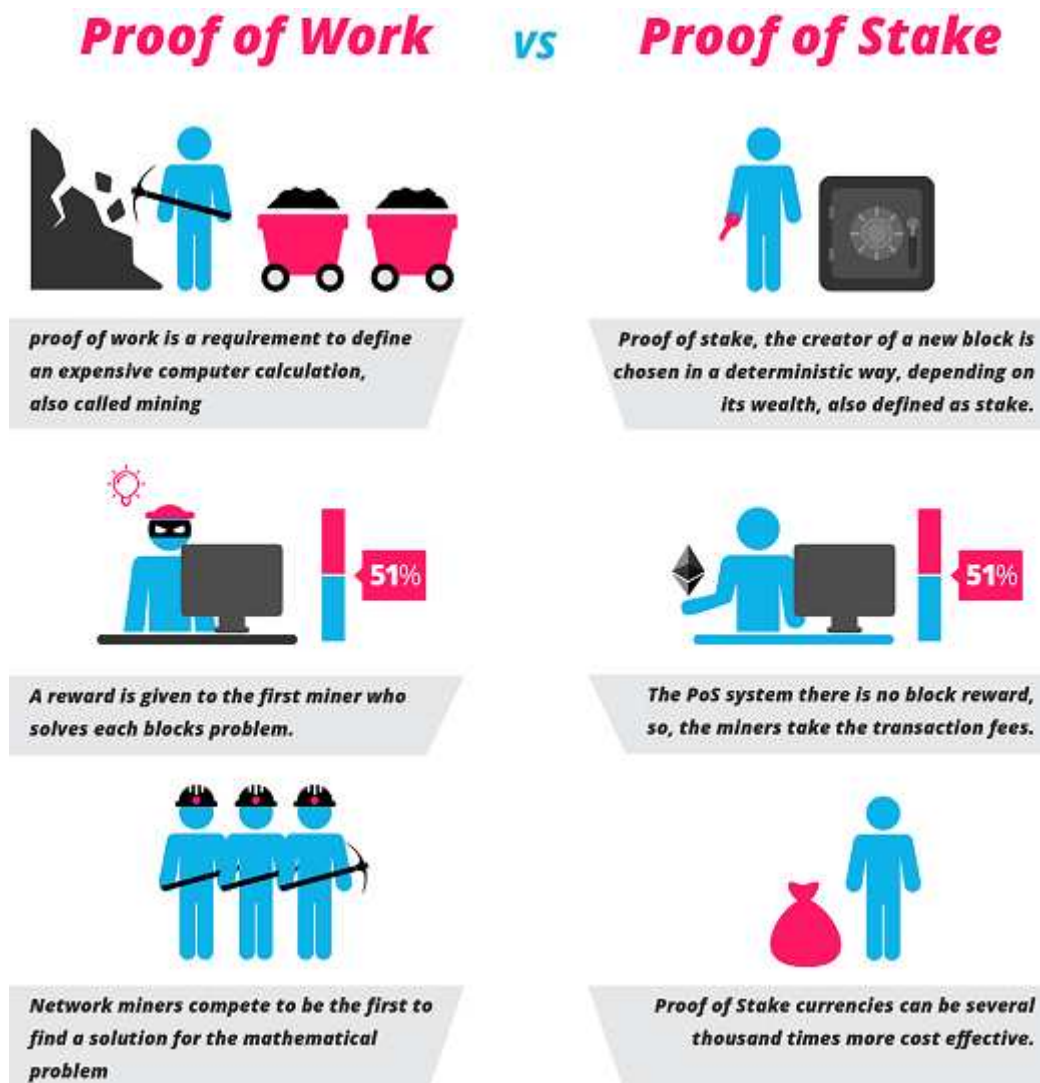 Proof of Work vs Proof of Stake
proof of work is a requirement to define
an expensive computer calculation,
also called mining
Proof of stake, the creator of a new block is
chosen in a deterministic way, depending on
its wealth, also defined as stake.
51%
51%
A reward is given to the first miner who
solves each blocks problem.
The PoS system there is no block reward,
so, the miners take the transaction fees.
Network miners compete to be the first to
find a solution for the mathematical
problem
Proof of Stake currencies can be several
thousand times more cost effective.